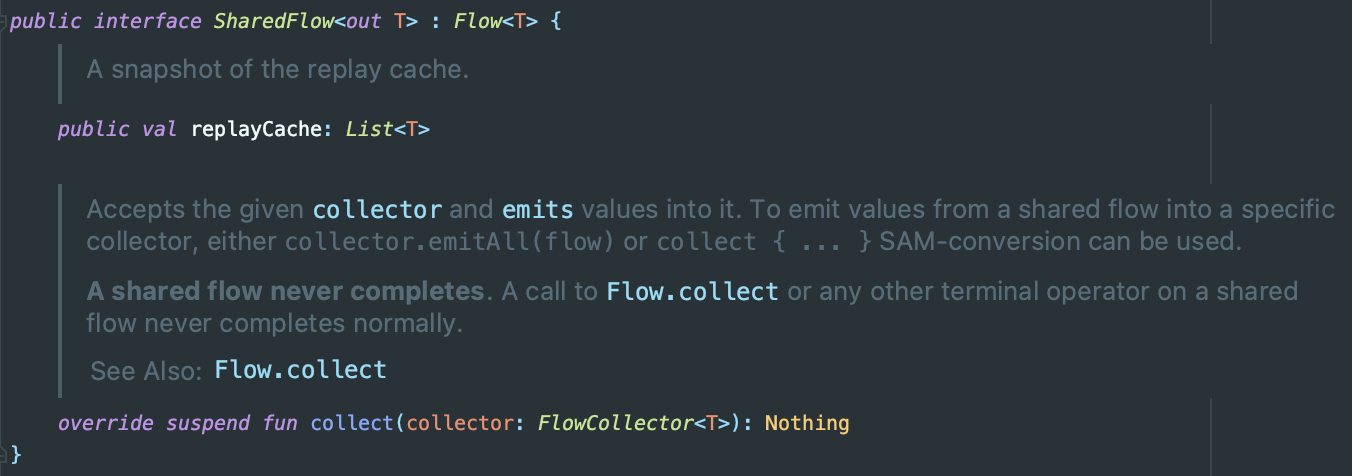 public interface SharedFlow<out T> : Flow<T> {
A snapshot of the replay cache.
public val replayCache: List<T>
Accepts the given collector and emits values into it. To emit values from a shared flow into a specific
collector, either collector.emitAll(flow) or collect { ... } SAM-conversion can be used.
A shared flow never completes. A call to Flow.collect or any other terminal operator on a shared
flow never completes normally.
See Also: Flow.collect
override suspend fun collect(collector: FlowCollector<T>): Nothing
}